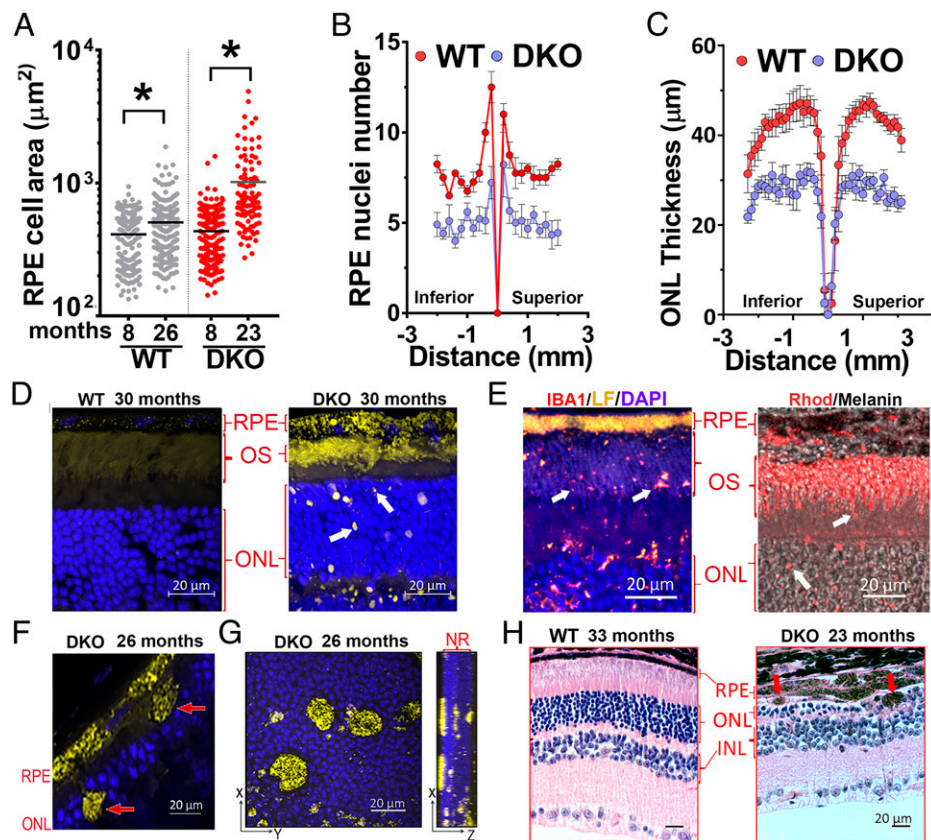 A
RPE cell area (µm²)
10⁴
10³
10²
* *
months 8 26 8 23
WT DKO
B
WT DKO
RPE nuclei number
15
10
5
0
Inferior Superior
-3 0 3
Distance (mm)
C
WT DKO
ONL Thickness (µm)
60
40
20
0
Inferior Superior
-3 -1 1 3
Distance (mm)
D
WT 30 months
DKO 30 months
RPE
OS
ONL
20 µm
20 µm
E
IBA1/LF/DAPI
Rhod/Melanin
RPE
OS
ONL
20 µm
20 µm
F
DKO 26 months
RPE
ONL
20 µm
G
DKO 26 months
NR
X
Y
20 µm
X
Z
H
WT 33 months
DKO 23 months
RPE
ONL
INL
20 µm